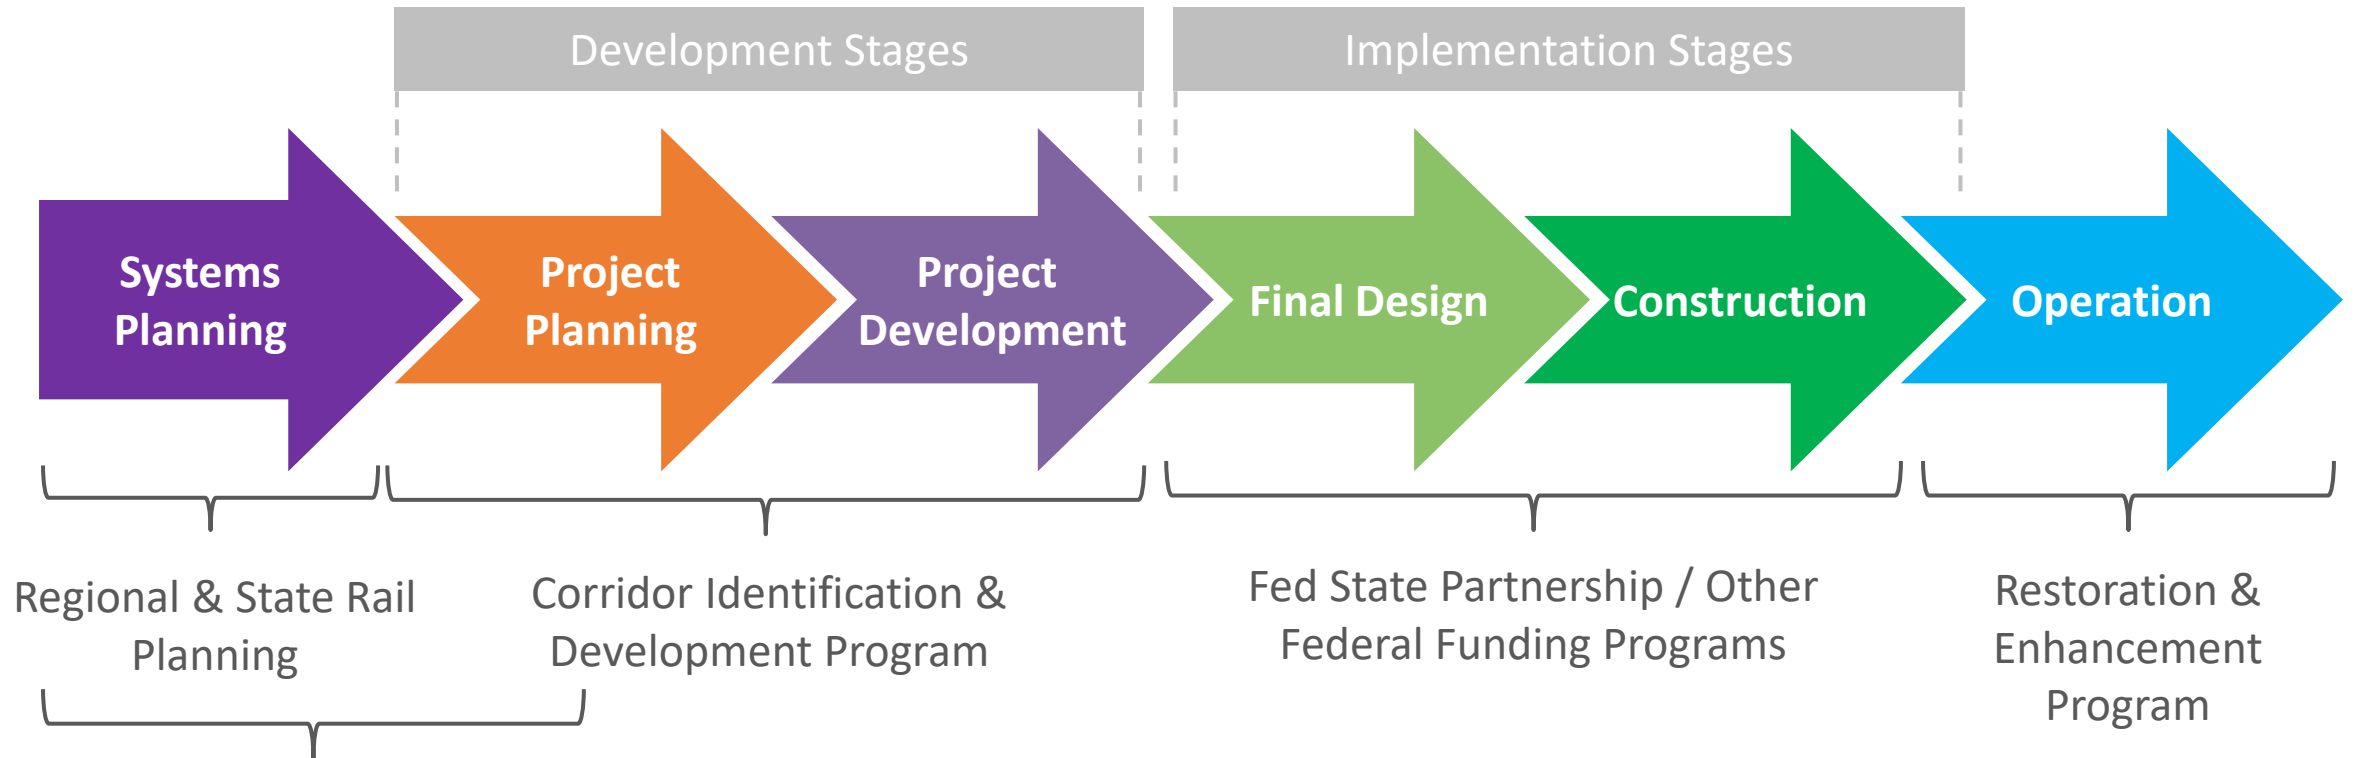 Development Stages
Implementation Stages
Systems
Planning
Project
Planning
Project
Development
Final Design
Construction
Operation
Regional & State Rail
Planning
Corridor Identification &
Development Program
Fed State Partnership / Other
Federal Funding Programs
Restoration &
Enhancement
Program